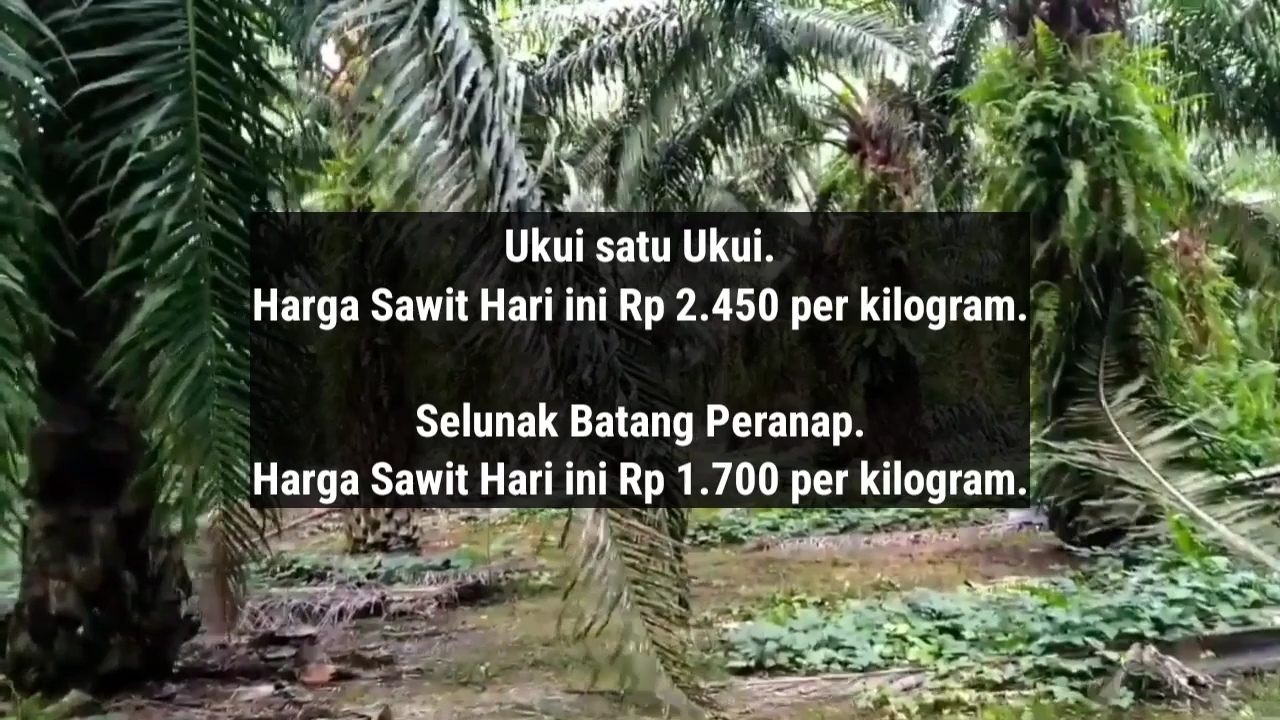 Ukui satu Ukui.
Harga Sawit Hari ini Rp 2.450 per kilogram.
Selunak Batang Peranap.
Harga Sawit Hari ini Rp 1.700 per kilogram.